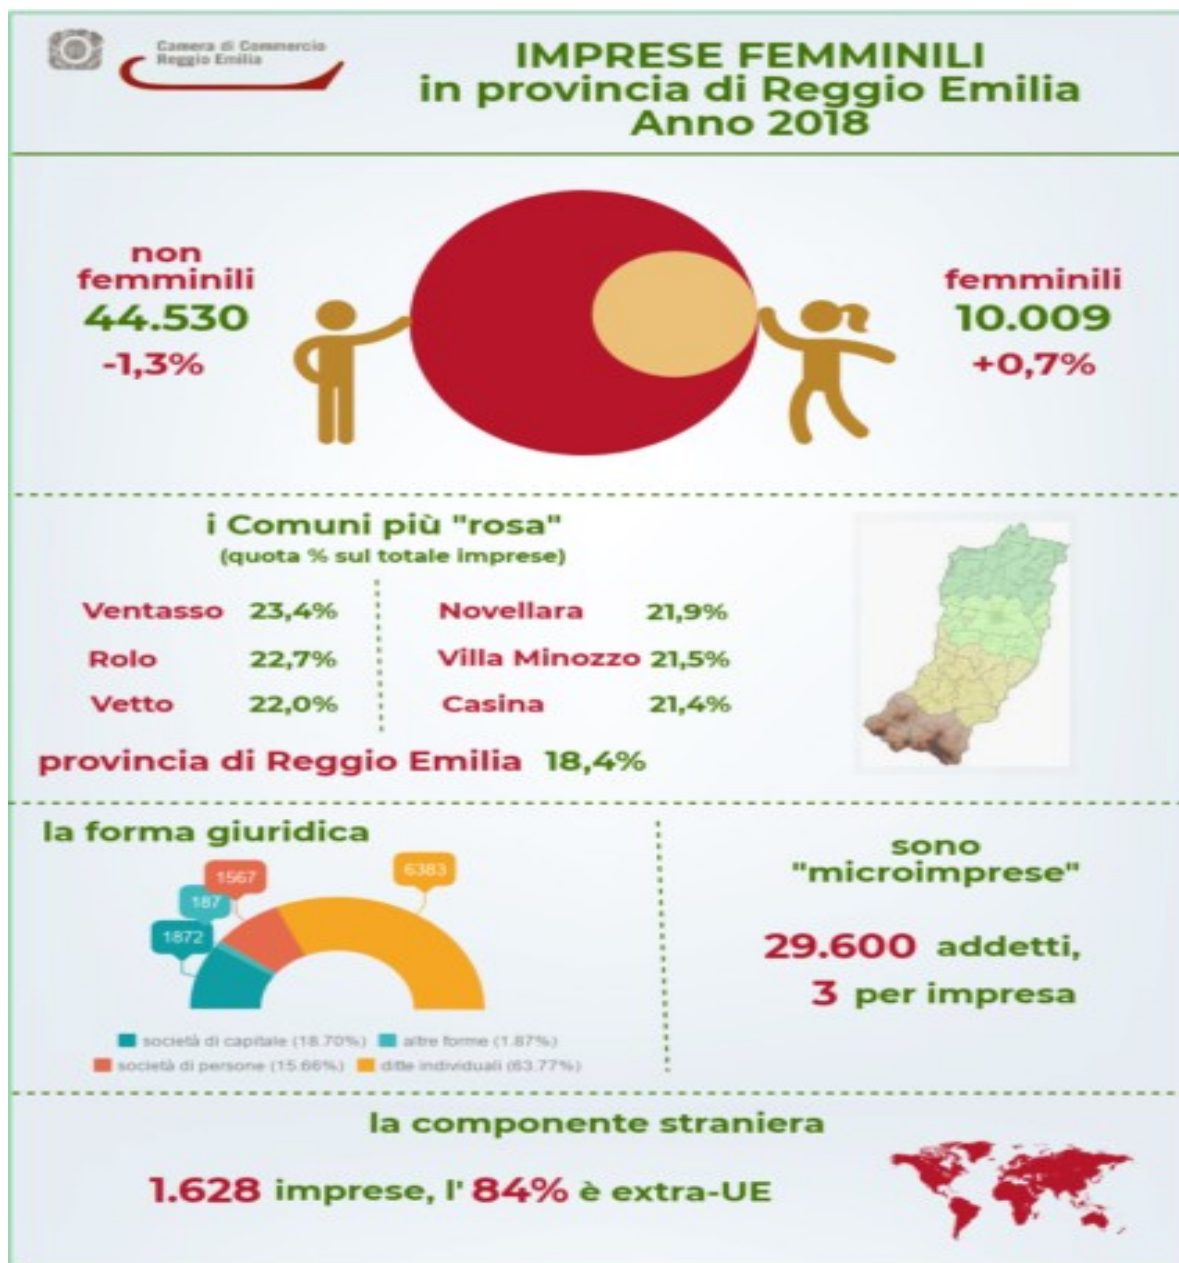 Camera di Commercio
Reggio Emilia
IMPRESE FEMMINILI
in provincia di Reggio Emilia
Anno 2018
non
femminili
44.530
-1,3%
femminili
10.009
+0,7%
i Comuni più "rosa"
(quota % sul totale imprese)
Ventasso 23,4%
Rolo 22,7%
Vetto 22,0%
Novellara 21,9%
Villa Minozzo 21,5%
Casina 21,4%
provincia di Reggio Emilia 18,4%
la forma giuridica
6383
1567
187
1872
società di capitale (18.70%) altre forme (1.87%)
società di persone (15.66%) ditte individuali (63.77%)
sono
"microimprese"
29.600 addetti,
3 per impresa
la componente straniera
1.628 imprese, l' 84% è extra-UE